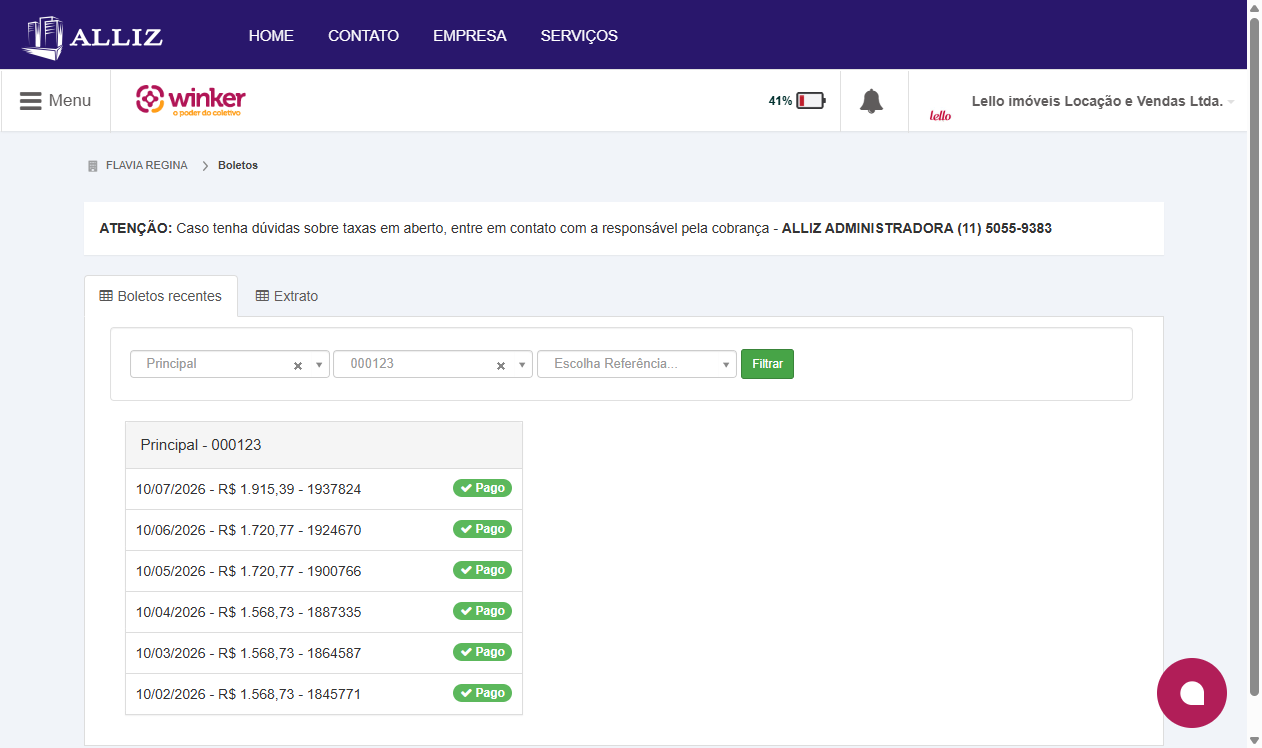 ALLIZ
HOME CONTATO EMPRESA SERVIÇOS
Menu
winker
o poder do coletivo
41%
lello
Lello imóveis Locação e Vendas Ltda.
FLAVIA REGINA > Boletos
ATENÇÃO: Caso tenha dúvidas sobre taxas em aberto, entre em contato com a responsável pela cobrança - ALLIZ ADMINISTRADORA (11) 5055-9383
Boletos recentes Extrato
Principal × 000123 × Escolha Referência... Filtrar
Principal - 000123
10/07/2026 - R$ 1.915,39 - 1937824 Pago
10/06/2026 - R$ 1.720,77 - 1924670 Pago
10/05/2026 - R$ 1.720,77 - 1900766 Pago
10/04/2026 - R$ 1.568,73 - 1887335 Pago
10/03/2026 - R$ 1.568,73 - 1864587 Pago
10/02/2026 - R$ 1.568,73 - 1845771 Pago